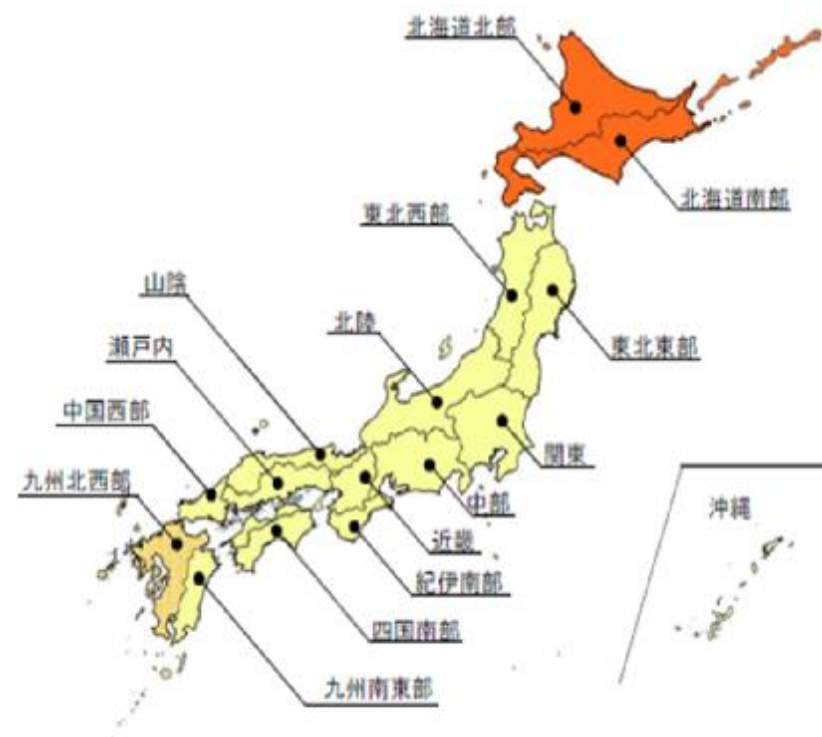 北海道北部
北海道南部
東北西部
山陰
北陸
東北東部
瀬戸内
中国西部
関東
九州北西部
中部
沖縄
近畿
紀伊南部
四国南部
九州南東部